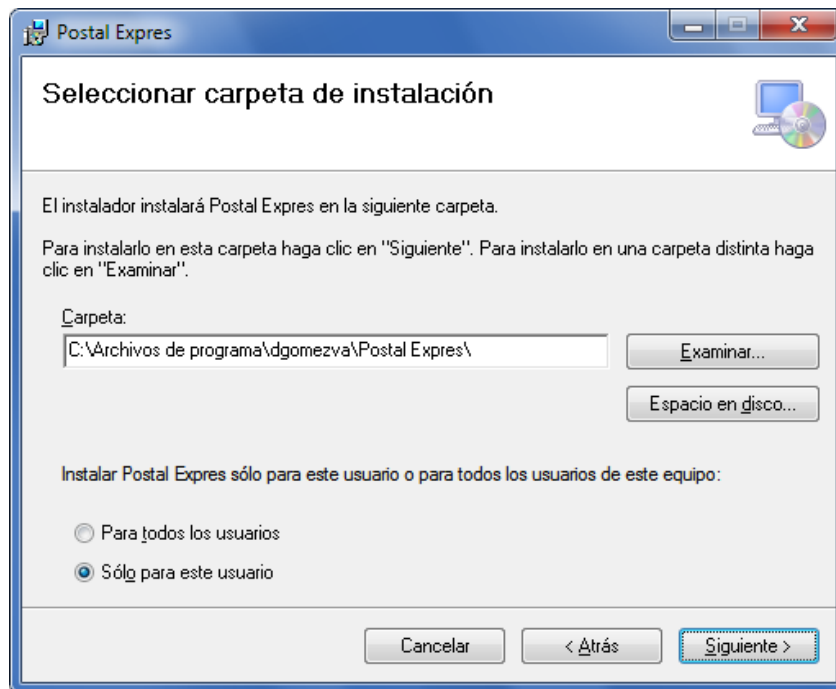 Postal Expres
Seleccionar carpeta de instalación
El instalador instalará Postal Expres en la siguiente carpeta.
Para instalarlo en esta carpeta haga clic en "Siguiente". Para instalarlo en una carpeta distinta haga
clic en "Examinar".
Carpeta:
C:\Archivos de programa\dgomezva\Postal Expres\
Examinar...
Espacio en disco...
Instalar Postal Expres sólo para este usuario o para todos los usuarios de este equipo:
Para todos los usuarios
Sólo para este usuario
Cancelar
< Atrás
Siguiente >